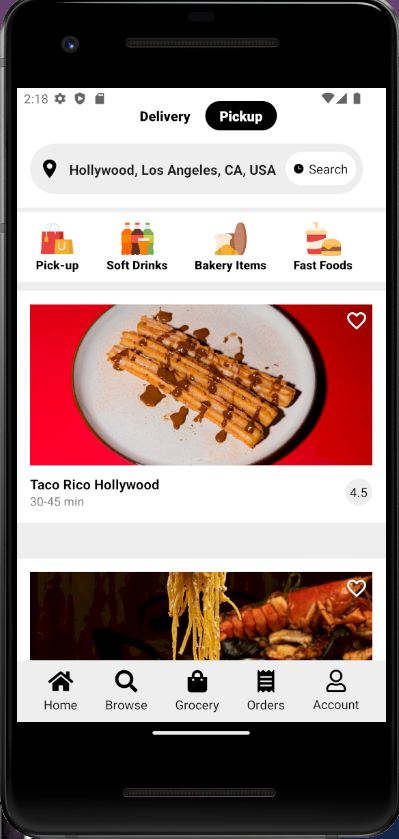 2:18
Delivery Pickup
Hollywood, Los Angeles, CA, USA Search
U
Pick-up Soft Drinks Bakery Items Fast Foods
Taco Rico Hollywood
30-45 min
4.5
Home Browse Grocery Orders Account